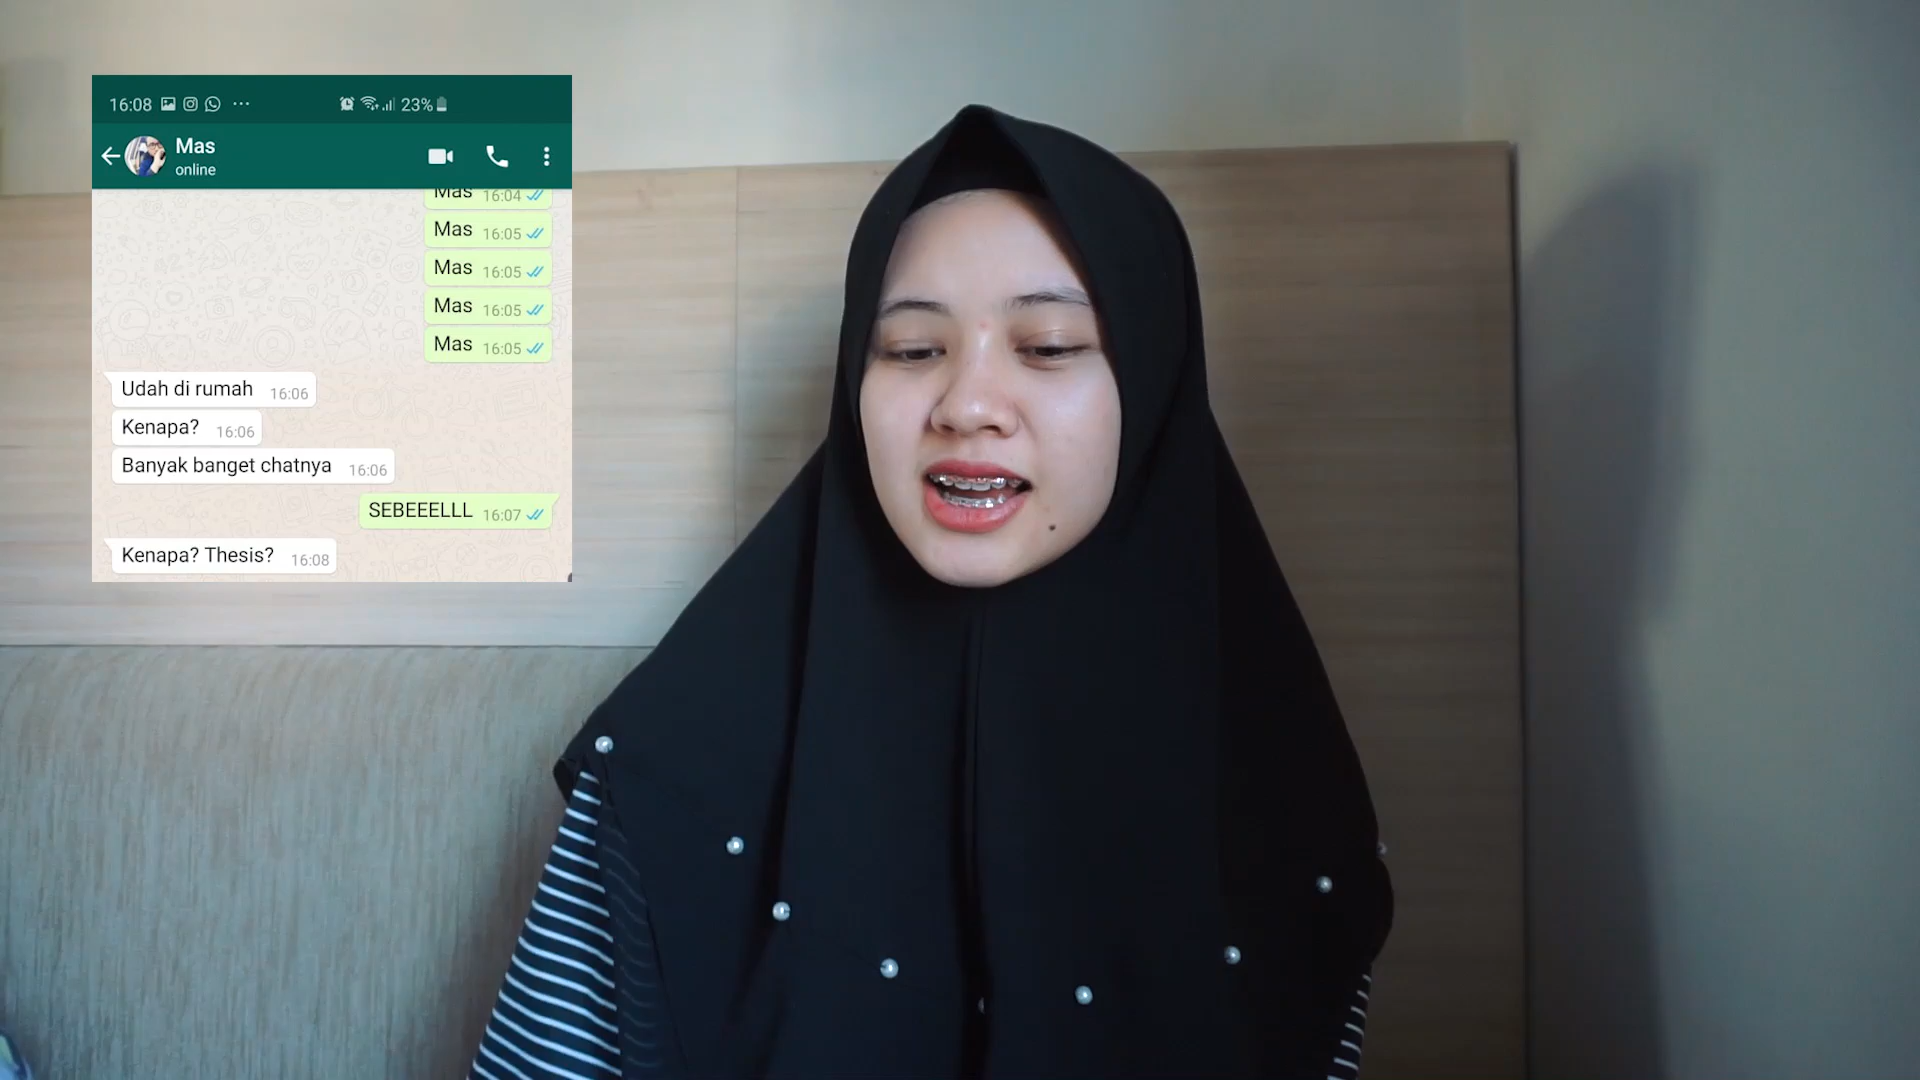 16:08 23%
Mas
online
Mas 16:04
Mas 16:05
Mas 16:05
Mas 16:05
Mas 16:05
Udah di rumah 16:06
Kenapa? 16:06
Banyak banget chatnya 16:06
SEBEEELLL 16:07
Kenapa? Thesis? 16:08